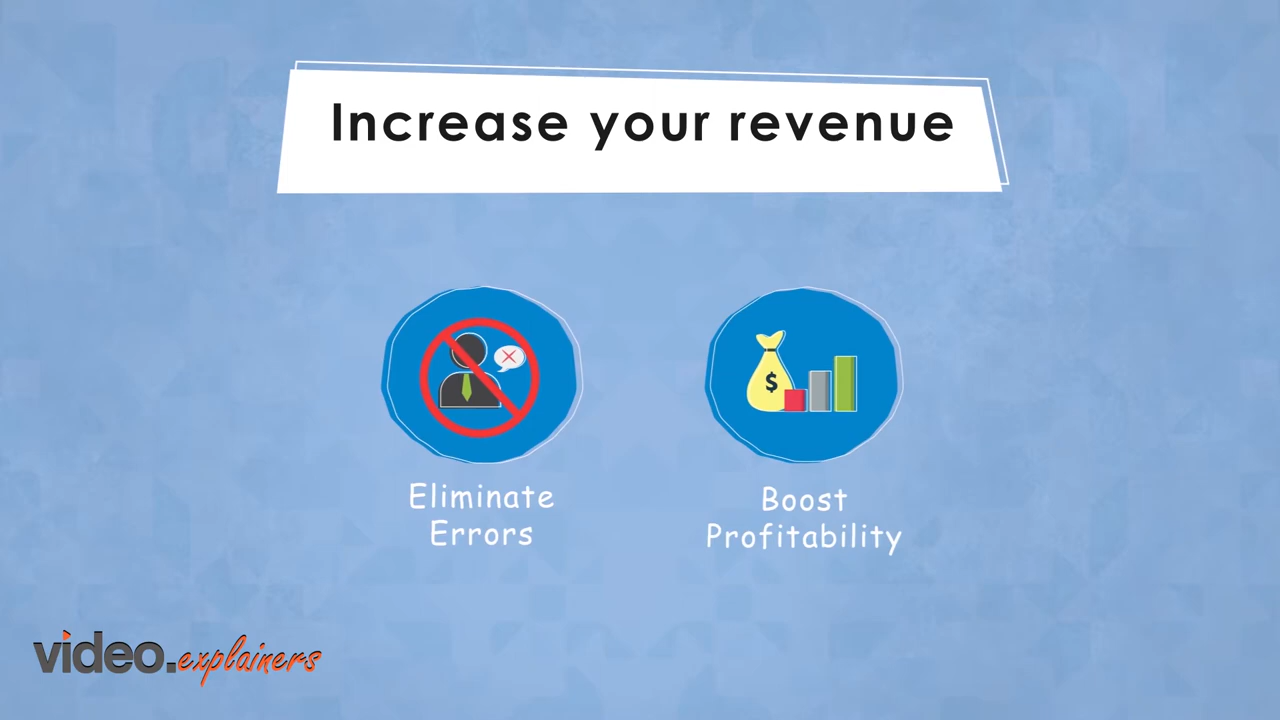 Increase your revenue
$
Eliminate
Errors
Boost
Profitability
video.explainers